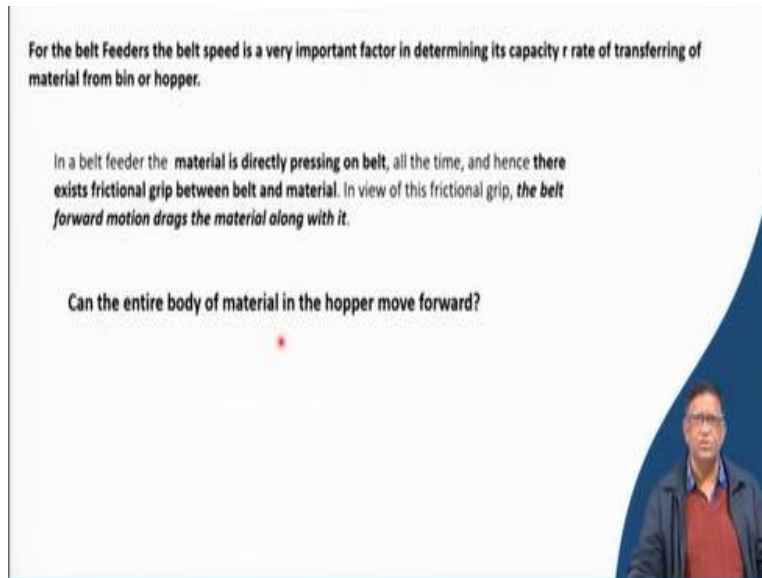 For the belt Feeders the belt speed is a very important factor in determining its capacity r rate of transferring of
material from bin or hopper.
In a belt feeder the material is directly pressing on belt, all the time, and hence there
exists frictional grip between belt and material. In view of this frictional grip, the belt
forward motion drags the material along with it.
Can the entire body of material in the hopper move forward?